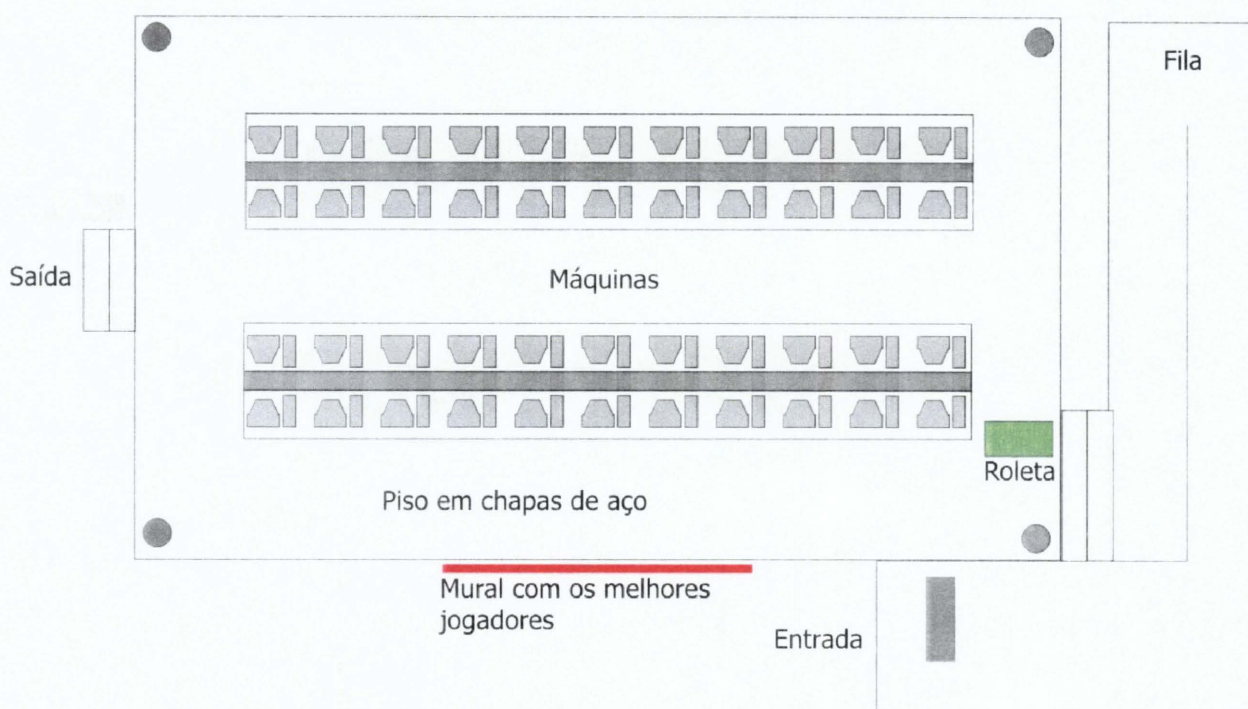 Fila
Saída
Máquinas
Roleta
Piso em chapas de aço
Mural com os melhores
jogadores
Entrada